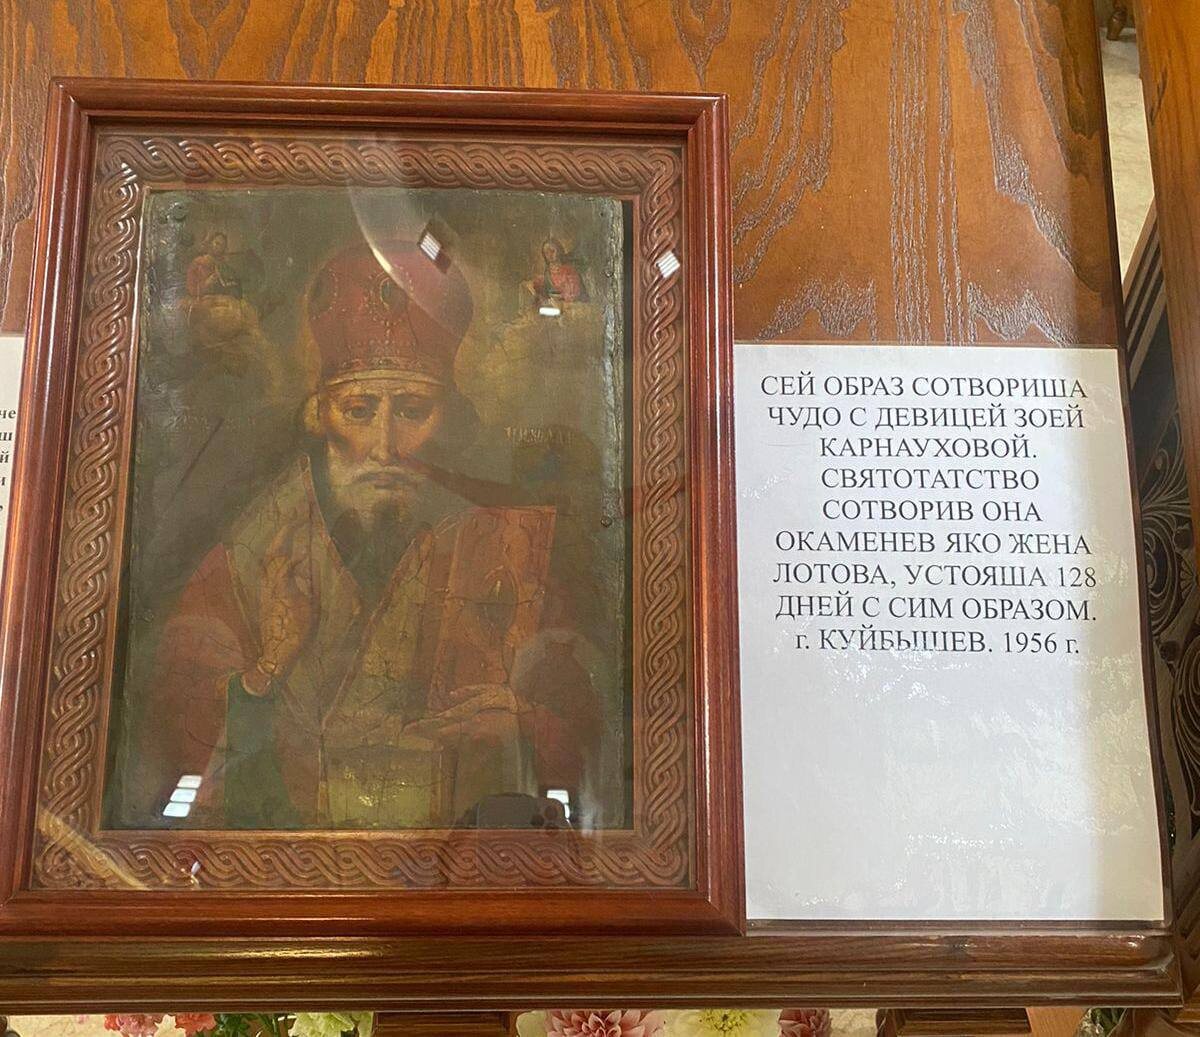 че
ш
й
и
СЕЙ ОБРАЗ СОТВОРИША
ЧУДО С ДЕВИЦЕЙ ЗОЕЙ
КАРНАУХОВОЙ.
СВЯТОТАТСТВО
СОТВОРИВ ОНА
ОКАМЕНЕВ ЯКО ЖЕНА
ЛОТОВА, УСТОЯША 128
ДНЕЙ С СИМ ОБРАЗОМ.
г. КУЙБЫШЕВ. 1956 г.